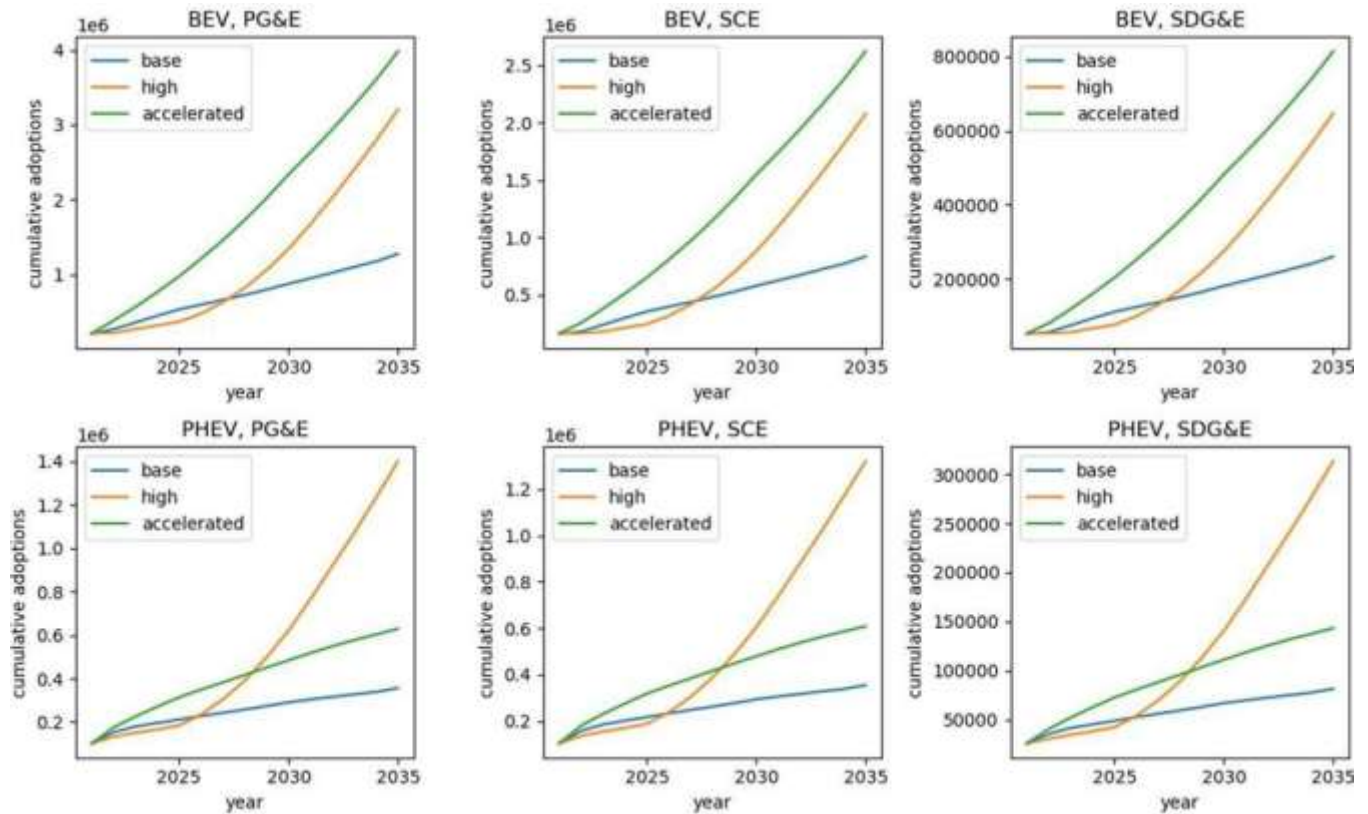 BEV, PG&E
1e6
4
3
2
1
cumulative adoptions
base
high
accelerated
2025
2030
2035
year
BEV, SCE
1e6
2.5
2.0
1.5
1.0
0.5
cumulative adoptions
base
high
accelerated
2025
2030
2035
year
BEV, SDG&E
800000
600000
400000
200000
cumulative adoptions
base
high
accelerated
2025
2030
2035
year
PHEV, PG&E
1e6
1.4
1.2
1.0
0.8
0.6
0.4
0.2
cumulative adoptions
base
high
accelerated
2025
2030
2035
year
PHEV, SCE
1e6
1.2
1.0
0.8
0.6
0.4
0.2
cumulative adoptions
base
high
accelerated
2025
2030
2035
year
PHEV, SDG&E
300000
250000
200000
150000
100000
50000
cumulative adoptions
base
high
accelerated
2025
2030
2035
year